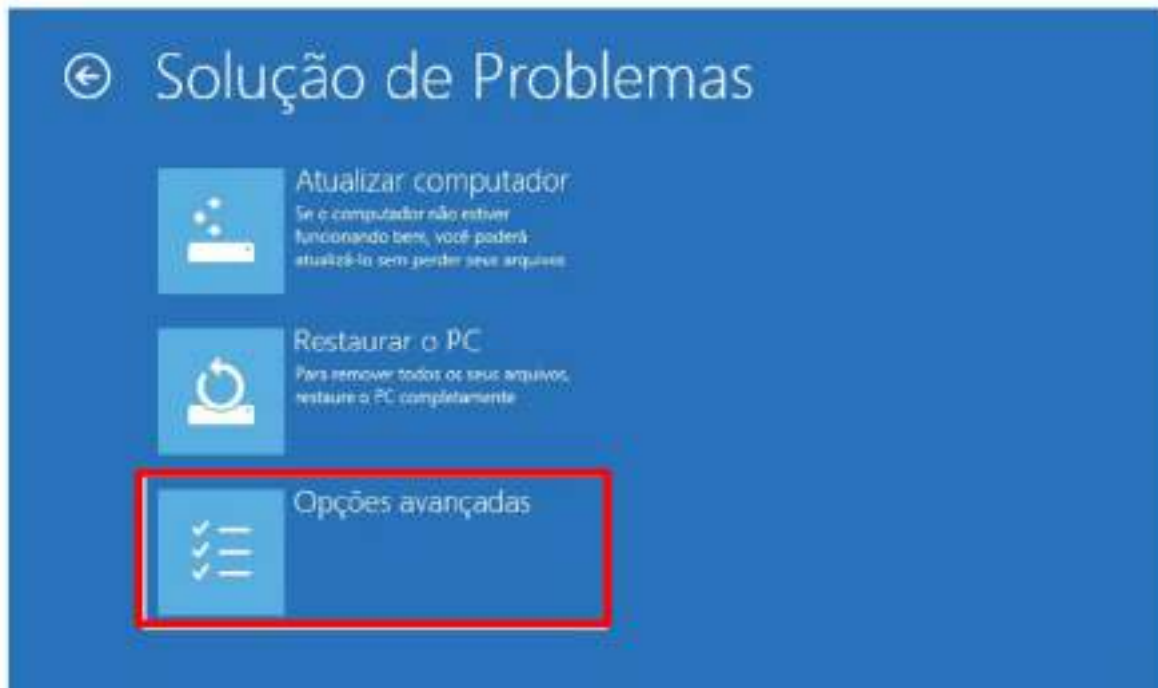 Solução de Problemas
Atualizar computador
Se o computador não estiver
funcionando bem, você poderá
atualizá-lo sem perder seus arquivos
Restaurar o PC
Para remover todos os seus arquivos,
restaure o PC completamente
Opções avançadas